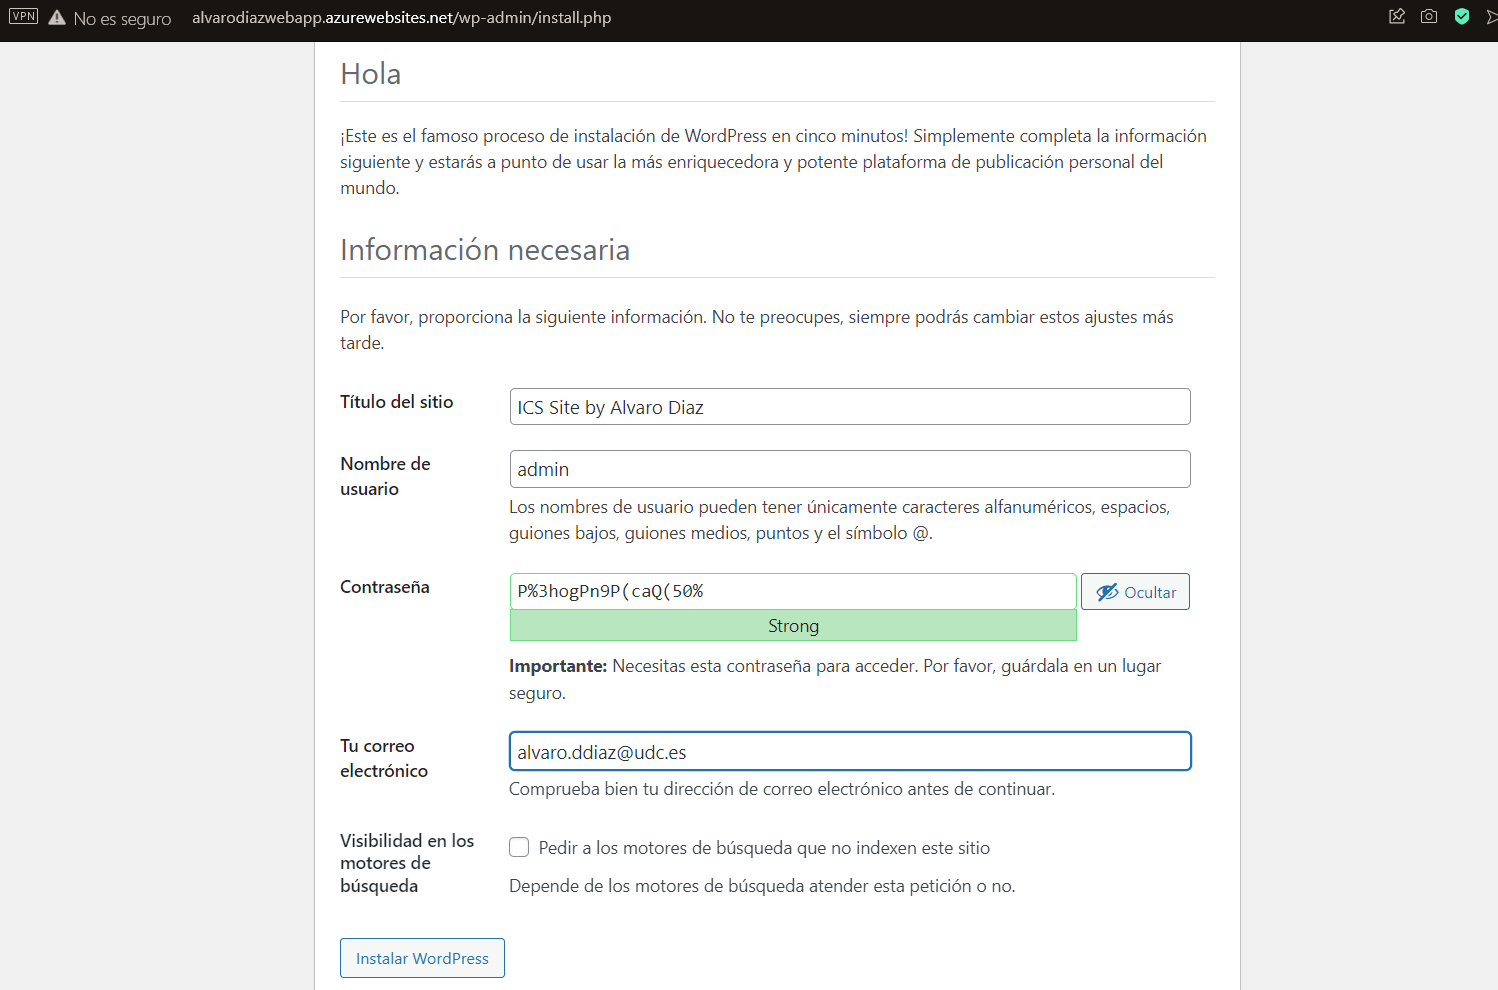 VPN No es seguro alvarodiazwebapp.azurewebsites.net/wp-admin/install.php
Hola
¡Este es el famoso proceso de instalación de WordPress en cinco minutos! Simplemente completa la información
siguiente y estarás a punto de usar la más enriquecedora y potente plataforma de publicación personal del
mundo.
Información necesaria
Por favor, proporciona la siguiente información. No te preocupes, siempre podrás cambiar estos ajustes más
tarde.
Título del sitio
ICS Site by Alvaro Diaz
Nombre de
usuario
admin
Los nombres de usuario pueden tener únicamente caracteres alfanuméricos, espacios,
guiones bajos, guiones medios, puntos y el símbolo @.
Contraseña
P%3hogPn9P(caQ(50%
Ocultar
Strong
Importante: Necesitas esta contraseña para acceder. Por favor, guárdala en un lugar
seguro.
Tu correo
electrónico
alvaro.ddiaz@udc.es
Comprueba bien tu dirección de correo electrónico antes de continuar.
Visibilidad en los
motores de
búsqueda
Pedir a los motores de búsqueda que no indexen este sitio
Depende de los motores de búsqueda atender esta petición o no.
Instalar WordPress